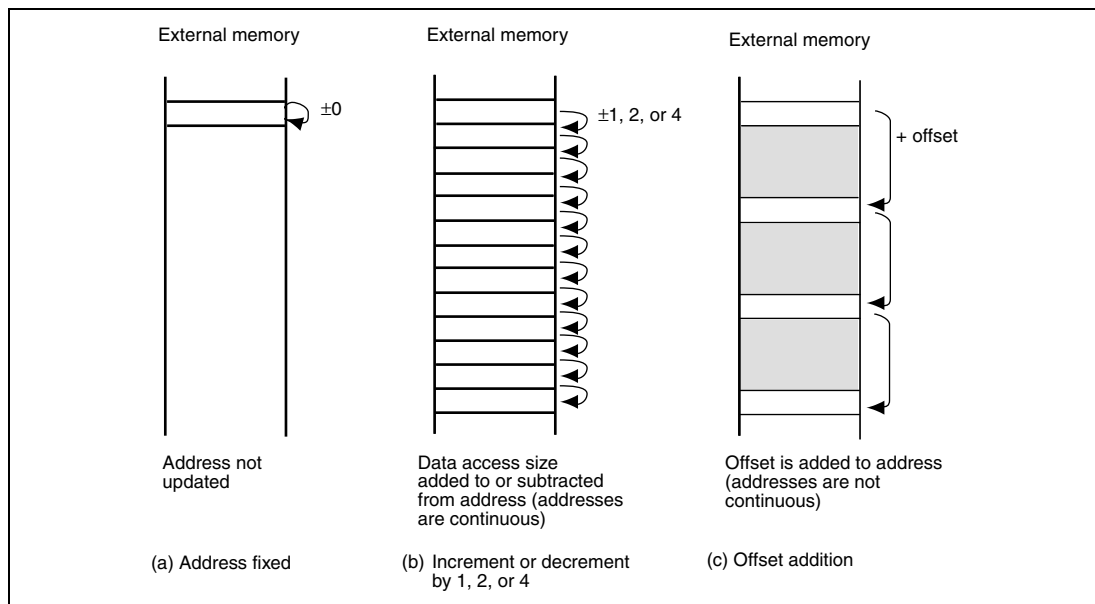 External memory
±0
Address not
updated
(a) Address fixed
External memory
±1, 2, or 4
Data access size
added to or subtracted
from address (addresses
are continuous)
(b) Increment or decrement
by 1, 2, or 4
External memory
+ offset
Offset is added to address
(addresses are not
continuous)
(c) Offset addition